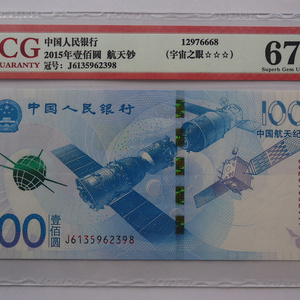 CG
GUARANTY
中国人民银行
2015年壹佰圆 航天钞
冠号: J6135962398
12976668
(宇宙之眼☆☆☆)
67
Superb Gem U
中国人民银行
100
中国航天纪
00
壹佰圆
J6135962398